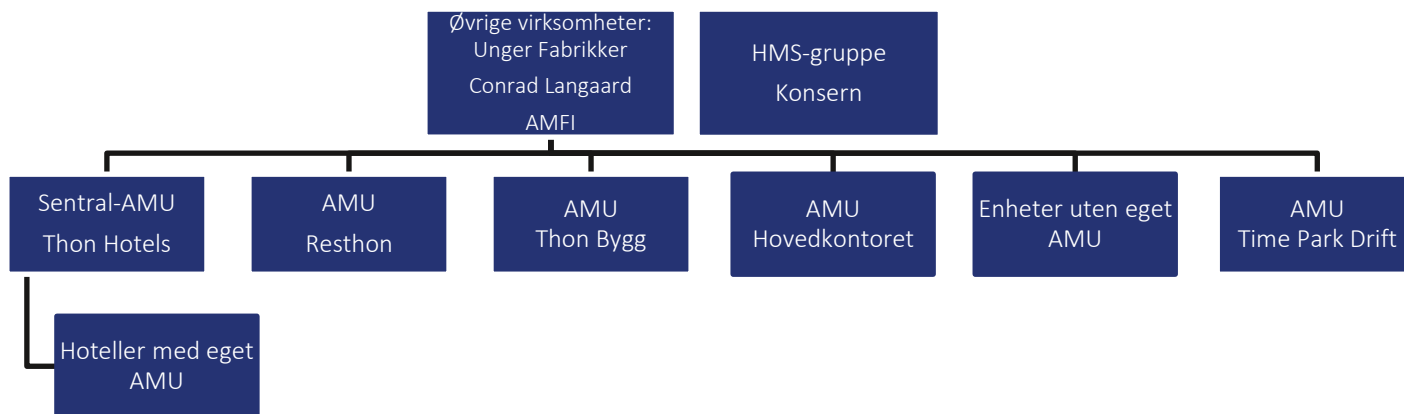 Øvrige virksomheter:
Unger Fabrikker
Conrad Langaard
AMFI
HMS-gruppe
Konsern
Sentral-AMU
Thon Hotels
AMU
Resthon
AMU
Thon Bygg
AMU
Hovedkontoret
Enheter uten eget
AMU
AMU
Time Park Drift
Hoteller med eget
AMU